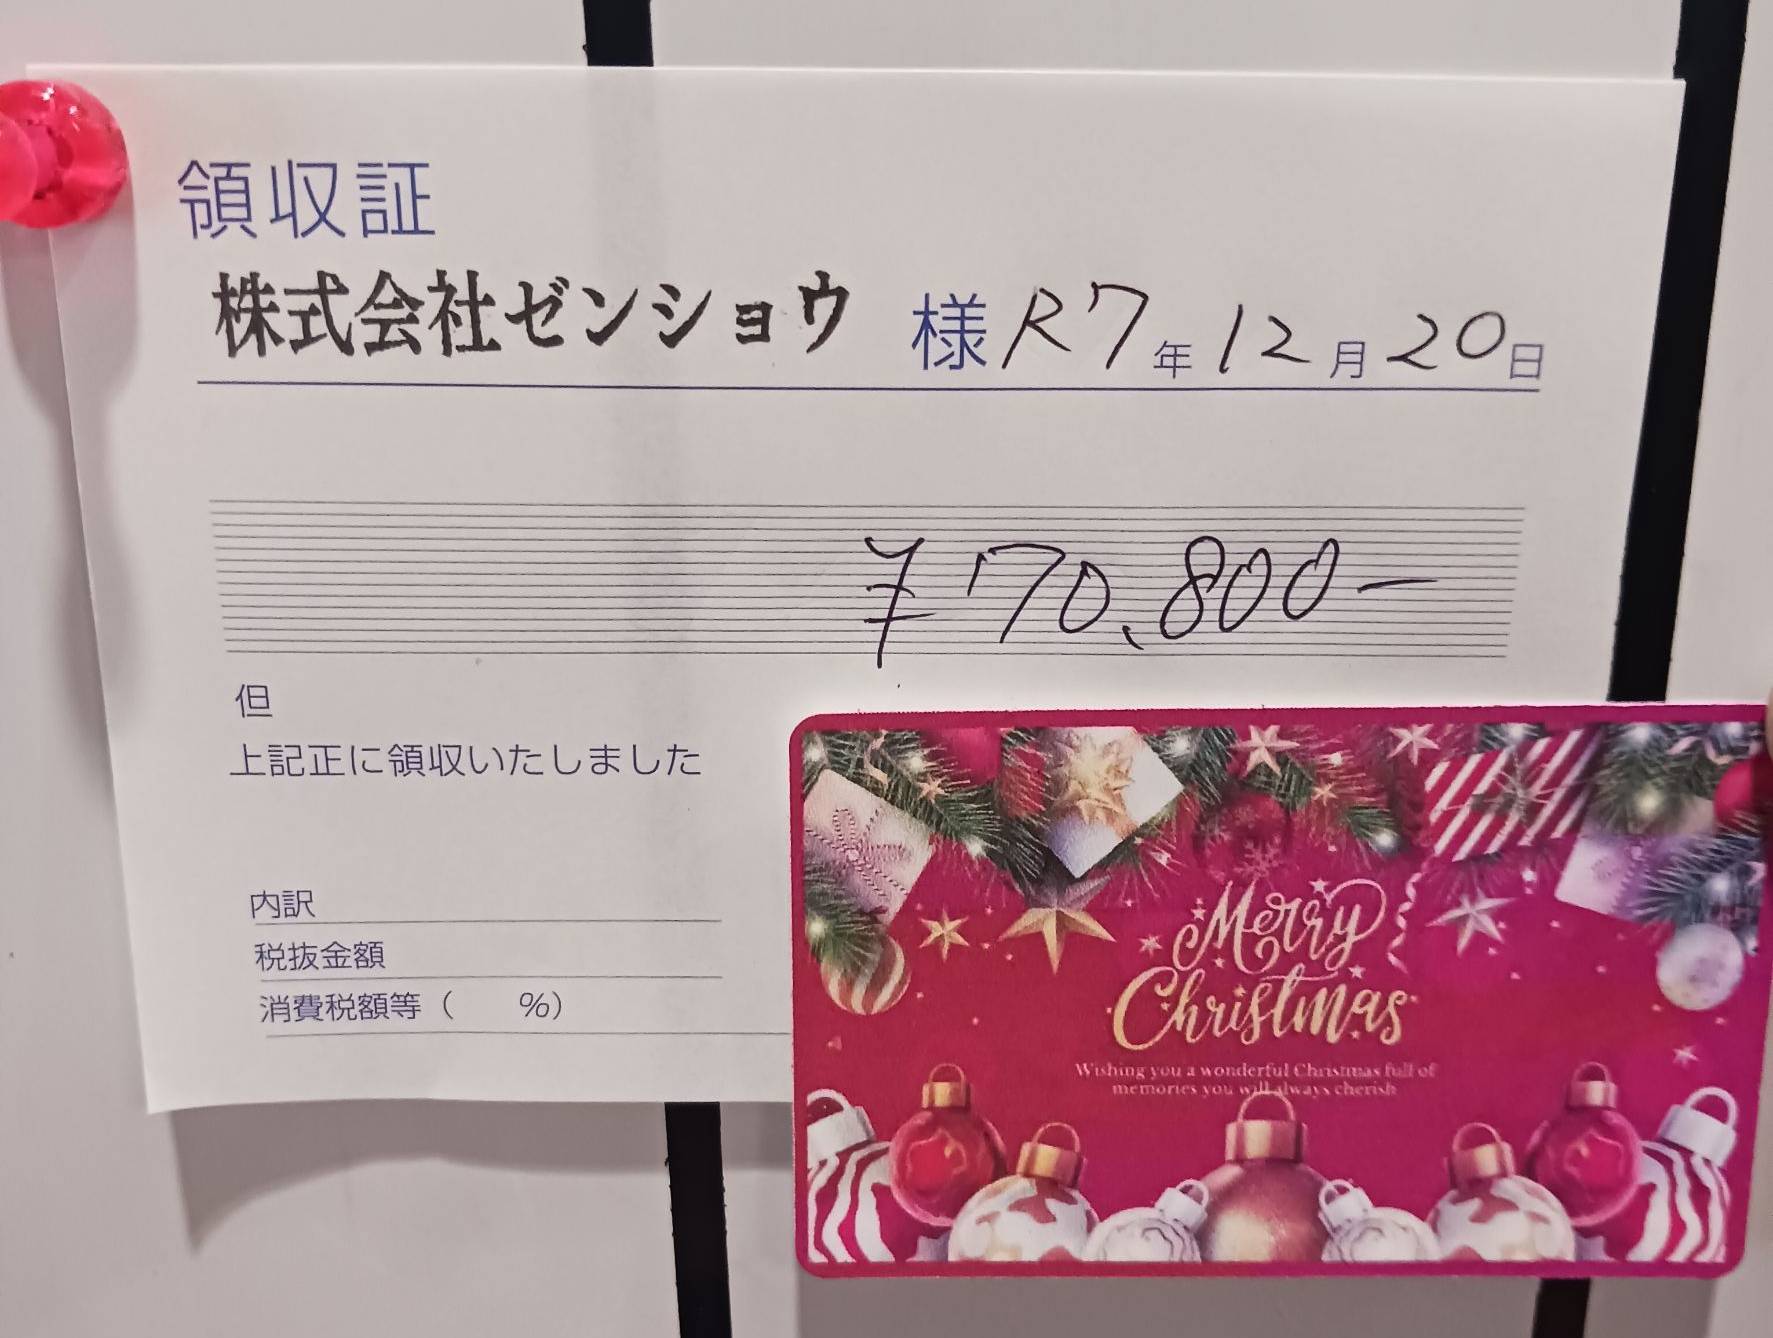 領収証
株式会社ゼンショウ 様 R7年12月20日
¥70,800-
但
上記正に領収いたしました
内訳
税抜金額
消費税額等(　　%)
Merry
Christmas
Wishing you a wonderful Christmas full of
memories you will always cherish